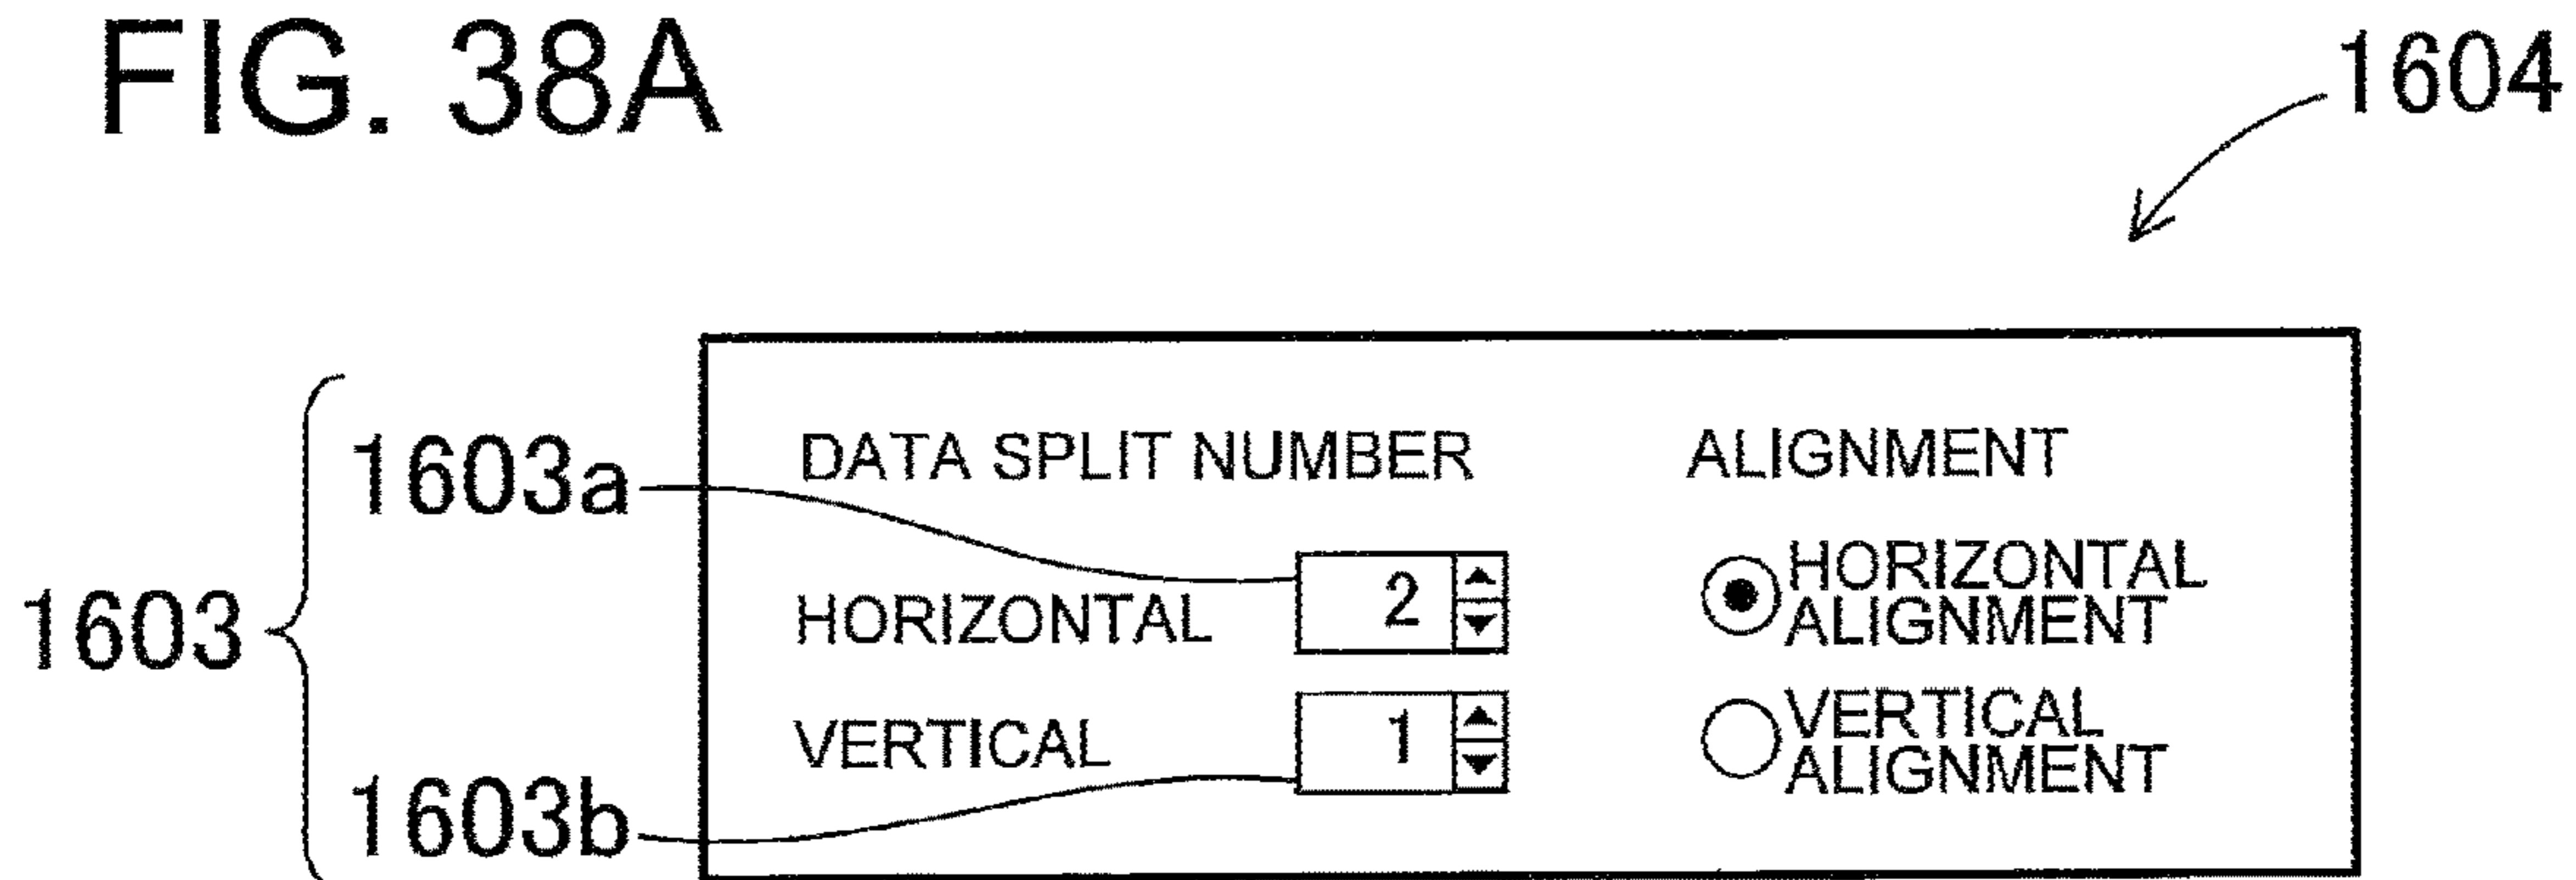 FIG. 38A
1604
1603
1603a
1603b
DATA SPLIT NUMBER
HORIZONTAL 2
VERTICAL 1
ALIGNMENT
HORIZONTAL
ALIGNMENT
VERTICAL
ALIGNMENT